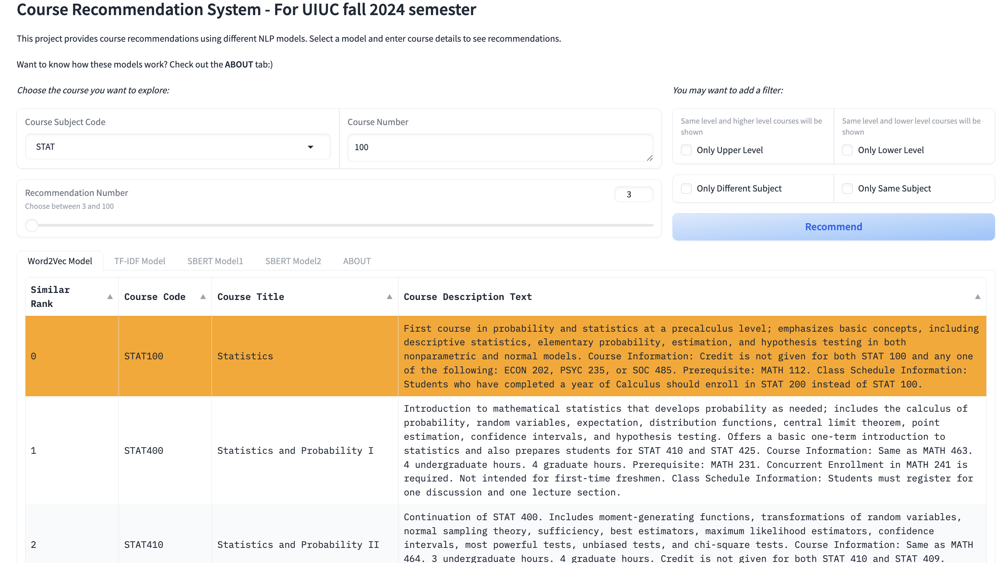 Course Recommendation System - For UIUC fall 2024 semester
This project provides course recommendations using different NLP models. Select a model and enter course details to see recommendations.
Want to know how these models work? Check out the ABOUT tab:)
Choose the course you want to explore:
You may want to add a filter:
Course Subject Code
STAT
Course Number
100
Same level and higher level courses will be
shown
Only Upper Level
Same level and lower level courses will be
shown
Only Lower Level
Recommendation Number
Choose between 3 and 100
3
Only Different Subject
Only Same Subject
Recommend
Word2Vec Model
TF-IDF Model
SBERT Model1
SBERT Model2
ABOUT
Similar
Rank
Course Code
Course Title
Course Description Text
0
STAT100
Statistics
First course in probability and statistics at a precalculus level; emphasizes basic concepts, including
descriptive statistics, elementary probability, estimation, and hypothesis testing in both
nonparametric and normal models. Course Information: Credit is not given for both STAT 100 and any one
of the following: ECON 202, PSYC 235, or SOC 485. Prerequisite: MATH 112. Class Schedule Information:
Students who have completed a year of Calculus should enroll in STAT 200 instead of STAT 100.
1
STAT400
Statistics and Probability I
Introduction to mathematical statistics that develops probability as needed; includes the calculus of
probability, random variables, expectation, distribution functions, central limit theorem, point
estimation, confidence intervals, and hypothesis testing. Offers a basic one-term introduction to
statistics and also prepares students for STAT 410 and STAT 425. Course Information: Same as MATH 463.
4 undergraduate hours. 4 graduate hours. Prerequisite: MATH 231. Concurrent Enrollment in MATH 241 is
required. Not intended for first-time freshmen. Class Schedule Information: Students must register for
one discussion and one lecture section.
2
STAT410
Statistics and Probability II
Continuation of STAT 400. Includes moment-generating functions, transformations of random variables,
normal sampling theory, sufficiency, best estimators, maximum likelihood estimators, confidence
intervals, most powerful tests, unbiased tests, and chi-square tests. Course Information: Same as MATH
464. 3 undergraduate hours. 4 graduate hours. Credit is not given for both STAT 410 and STAT 409.